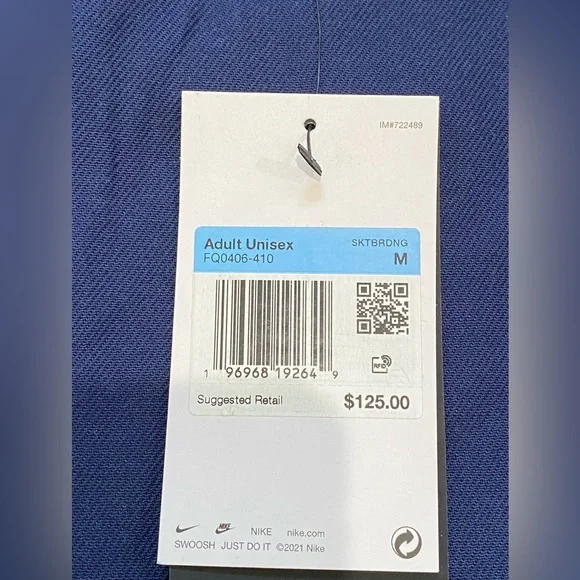 IM#722489
Adult Unisex SKTBRDNG
FQ0406-410 M
RFID
1 96968 19264 9
Suggested Retail $125.00
NIKE NIKE nike.com
SWOOSH JUST DO IT ©2021 Nike